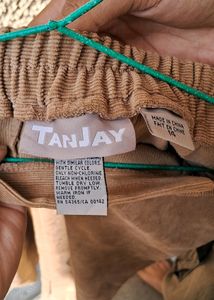 TANJAY
MADE IN CHINA
FAIT EN CHINE
14
WITH SIMILAR COLORS.
GENTLE CYCLE.
ONLY NON-CHLORINE
BLEACH WHEN NEEDED.
TUMBLE DRY LOW.
REMOVE PROMPTLY.
WARM IRON IF
NEEDED.